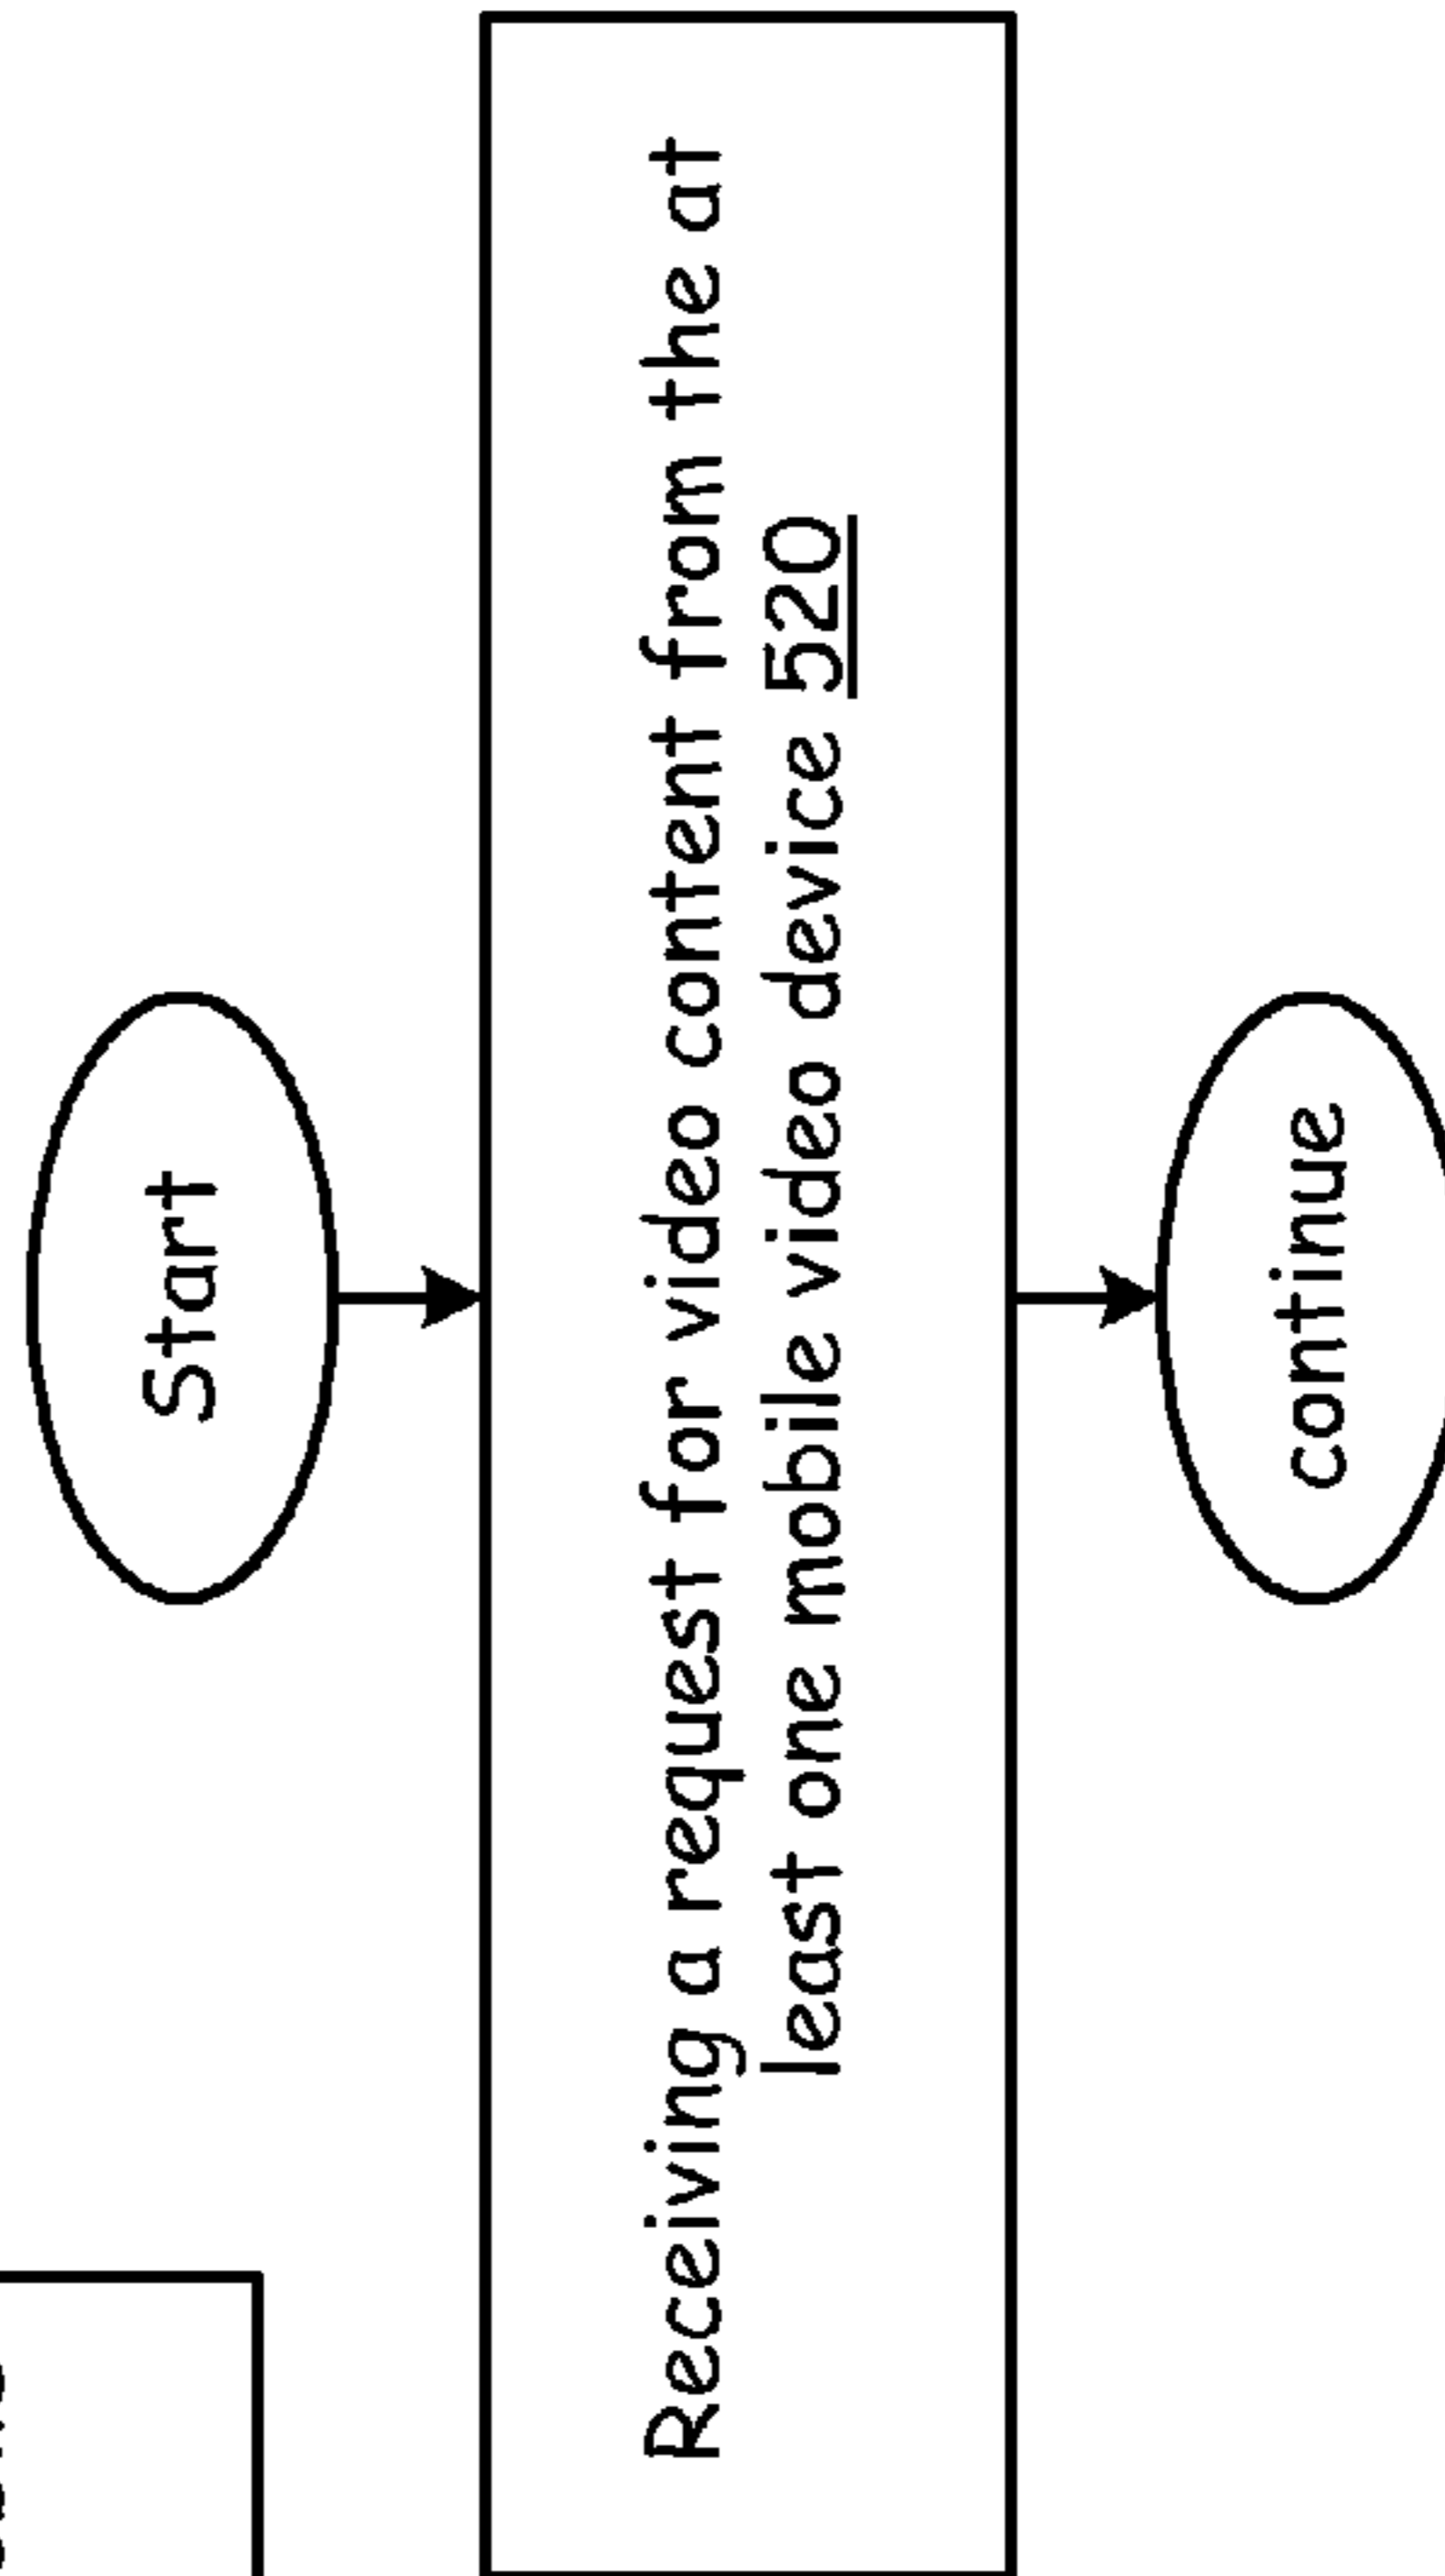 Start
Receiving a request for video content from the at
least one mobile video device 520
continue